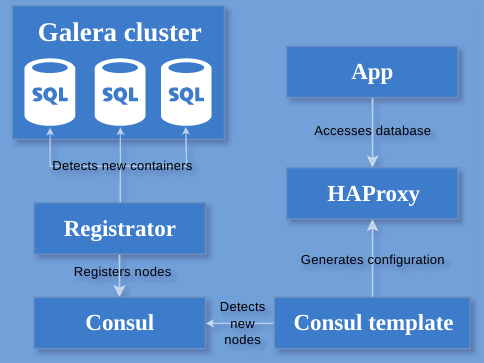 Galera cluster
SQL SQL SQL
Detects new containers
Registrator
Registers nodes
Consul
Detects
new
nodes
App
Accesses database
HAProxy
Generates configuration
Consul template